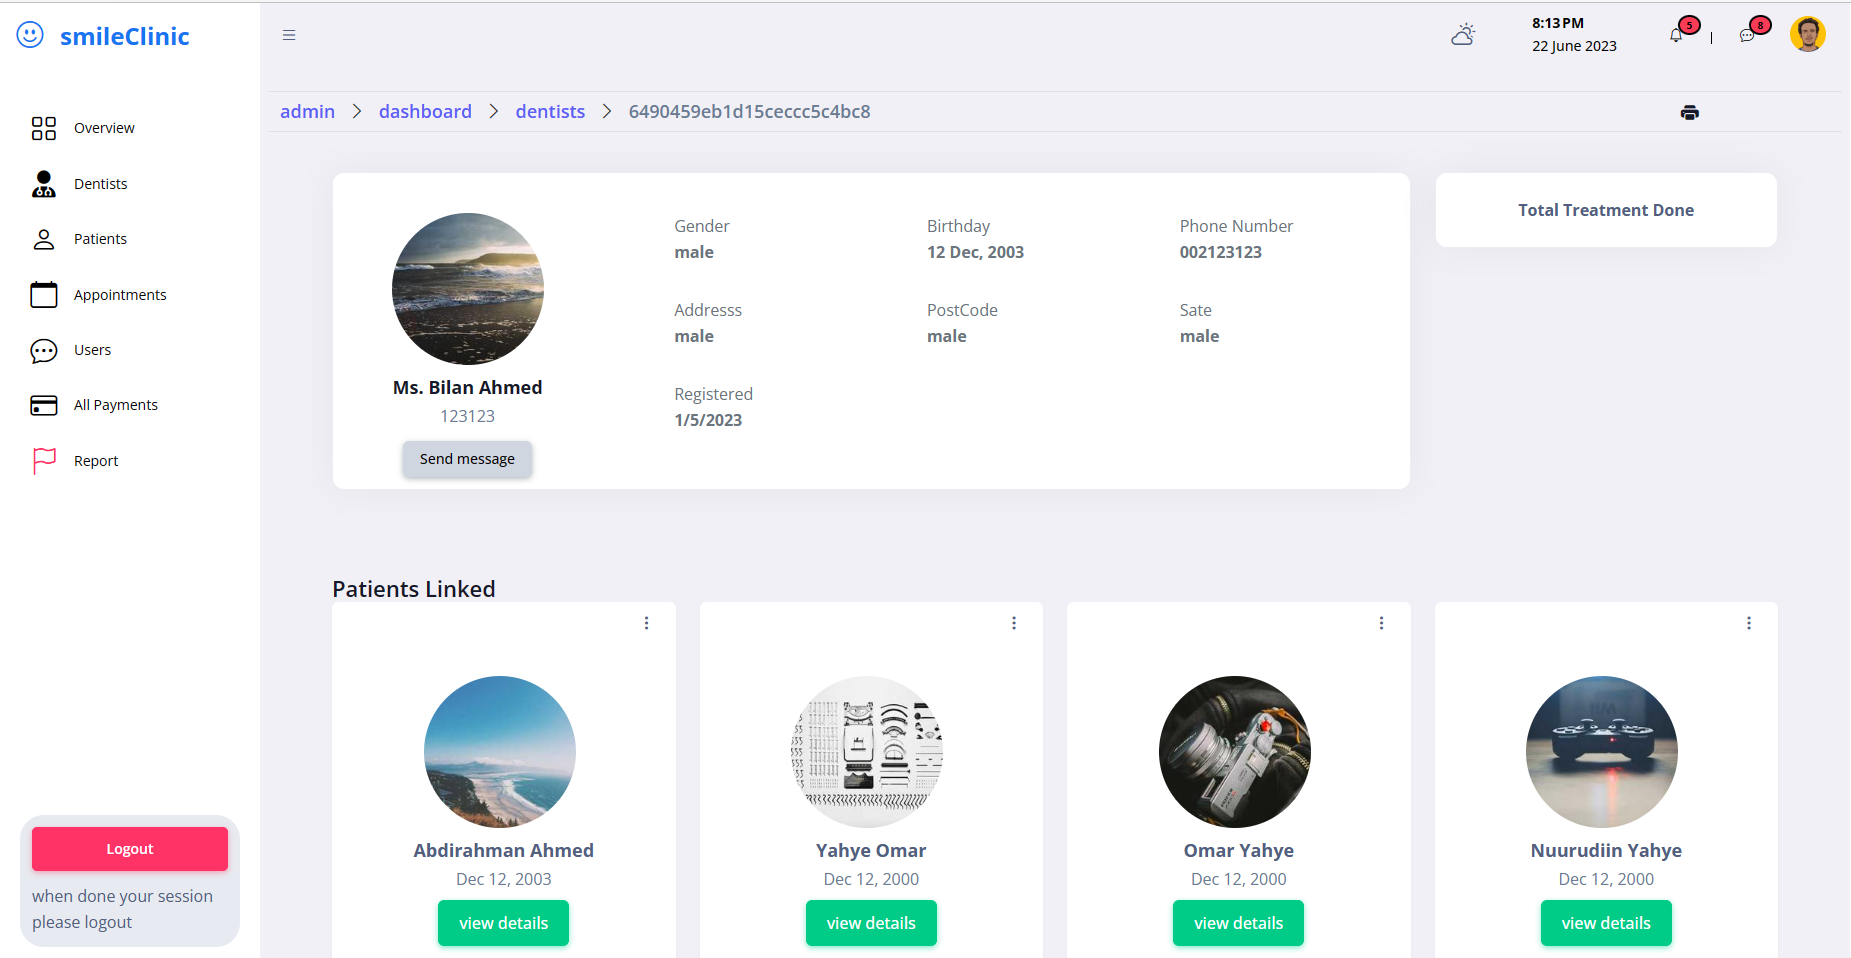 smileClinic
8:13 PM
22 June 2023
5
8
admin > dashboard > dentists > 6490459eb1d15ceccc5c4bc8
Overview
Dentists
Patients
Appointments
Users
All Payments
Report
Logout
when done your session
please logout
Ms. Bilan Ahmed
123123
Send message
Gender
male
Birthday
12 Dec, 2003
Phone Number
002123123
Addresss
male
PostCode
male
Sate
male
Registered
1/5/2023
Total Treatment Done
Patients Linked
Abdirahman Ahmed
Dec 12, 2003
view details
Yahye Omar
Dec 12, 2000
view details
Omar Yahye
Dec 12, 2000
view details
Nuurudiin Yahye
Dec 12, 2000
view details